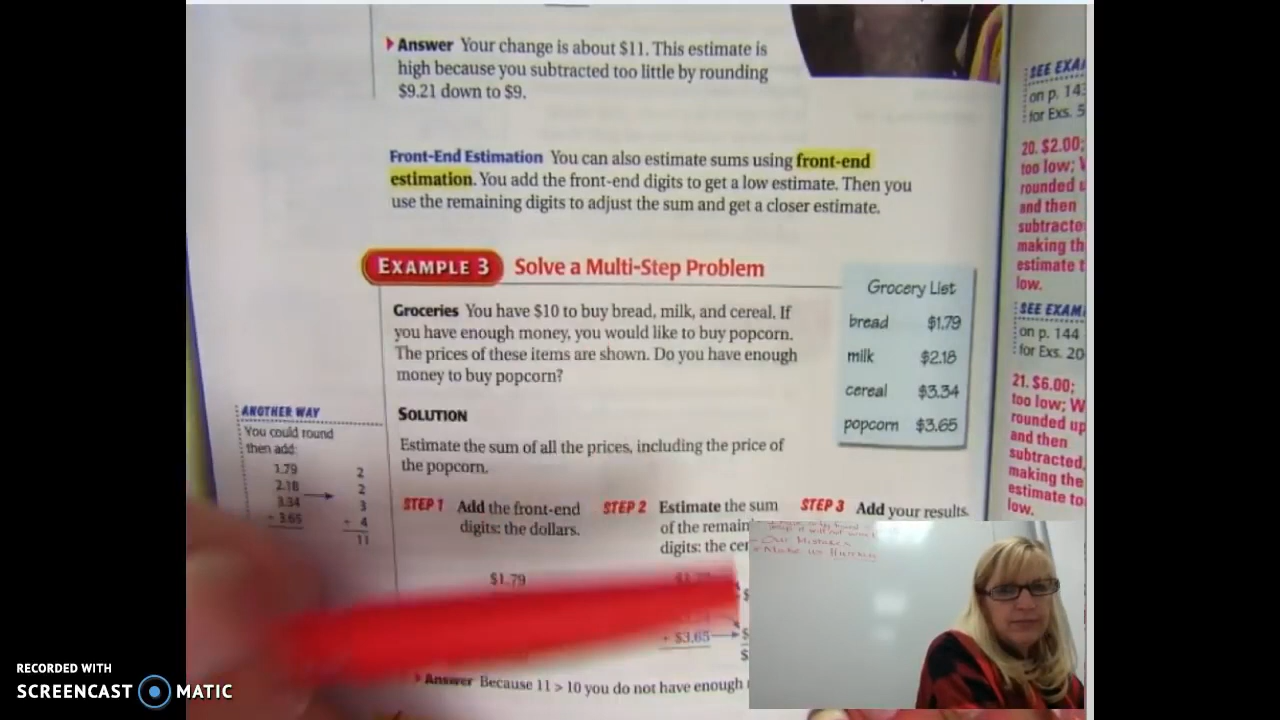 Answer Your change is about $11. This estimate is
high because you subtracted too little by rounding
$9.21 down to $9.
Front-End Estimation You can also estimate sums using front-end
estimation. You add the front-end digits to get a low estimate. Then you
use the remaining digits to adjust the sum and get a closer estimate.
EXAMPLE 3 Solve a Multi-Step Problem
Groceries You have $10 to buy bread, milk, and cereal. If
you have enough money, you would like to buy popcorn.
The prices of these items are shown. Do you have enough
money to buy popcorn?
Grocery List
bread $1.79
milk $2.18
cereal $3.34
popcorn $3.65
SOLUTION
Estimate the sum of all the prices, including the price of
the popcorn.
STEP 1 Add the front-end
digits: the dollars.
$1.79
STEP 2 Estimate the sum
of the remain
digits: the ce
+ $3.65
STEP 3 Add your results.
Answer Because 11 > 10 you do not have enough
ANOTHER WAY
You could round
then add:
1.79 2
2.18 2
3.34 3
+ 3.65 + 4
11
SEE EXA
on p. 143
for Exs. 5
20. $2.00;
too low;
rounded u
and then
subtracte
making th
estimate t
low.
SEE EXAM
on p. 144
for Exs. 20
21. $6.00;
too low; W
rounded up
and then
subtracted,
making the
estimate to
low.
Our Mistakes
Make us Human
RECORDED WITH
SCREENCAST MATIC